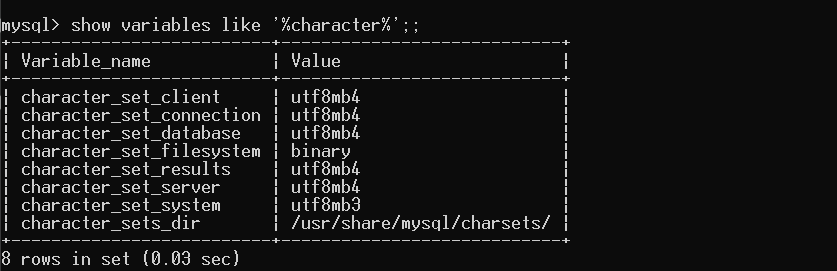 mysql> show variables like '%character%';;
+--------------------------+----------------------------+
| Variable_name            | Value                      |
+--------------------------+----------------------------+
| character_set_client     | utf8mb4                    |
| character_set_connection | utf8mb4                    |
| character_set_database   | utf8mb4                    |
| character_set_filesystem | binary                     |
| character_set_results    | utf8mb4                    |
| character_set_server     | utf8mb4                    |
| character_set_system     | utf8mb3                    |
| character_sets_dir       | /usr/share/mysql/charsets/ |
+--------------------------+----------------------------+
8 rows in set (0.03 sec)